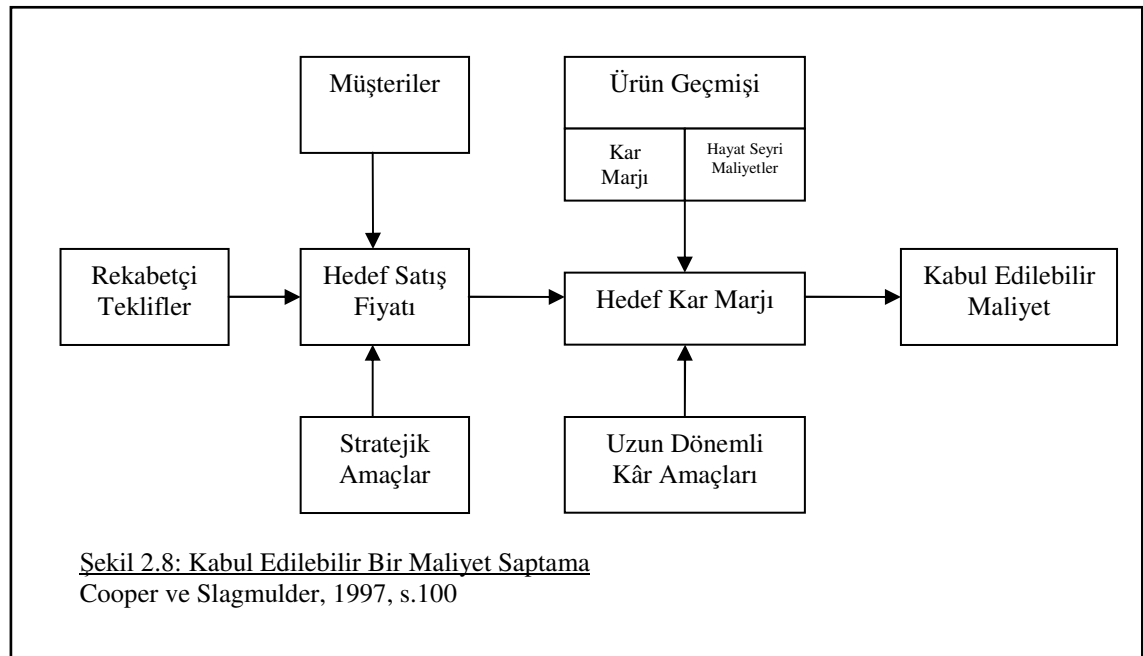 Müşteriler
Ürün Geçmişi
Kar
Marjı
Hayat Seyri
Maliyetler
Rekabetçi
Teklifler
Hedef Satış
Fiyatı
Hedef Kar Marjı
Kabul Edilebilir
Maliyet
Stratejik
Amaçlar
Uzun Dönemli
Kâr Amaçları
Şekil 2.8: Kabul Edilebilir Bir Maliyet Saptama
Cooper ve Slagmulder, 1997, s.100